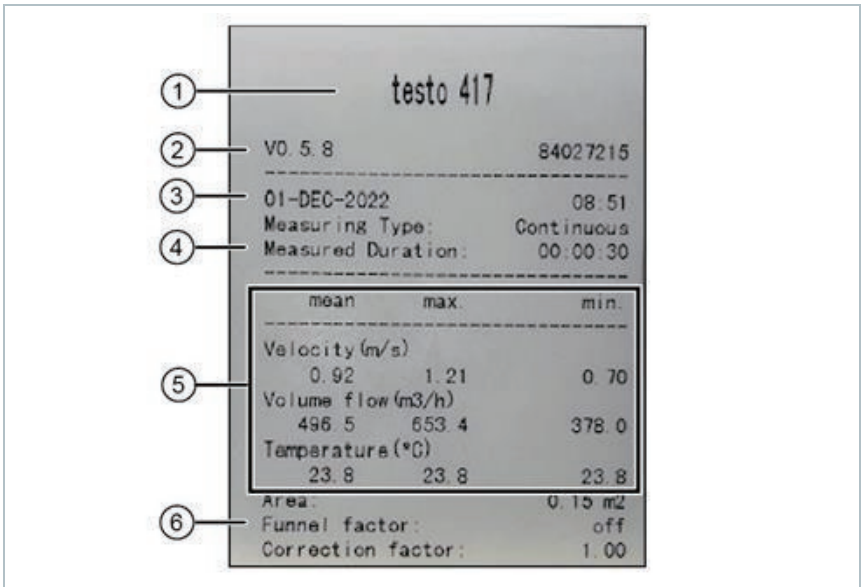 testo 417
V0.5.8 84027215
01-DEC-2022 08:51
Measuring Type: Continuous
Measured Duration: 00:00:30
mean max. min.
Velocity(m/s)
0.92 1.21 0.70
Volume flow(m3/h)
496.5 653.4 378.0
Temperature(°C)
23.8 23.8 23.8
Area: 0.15 m2
Funnel factor: off
Correction factor: 1.00
1
2
3
4
5
6